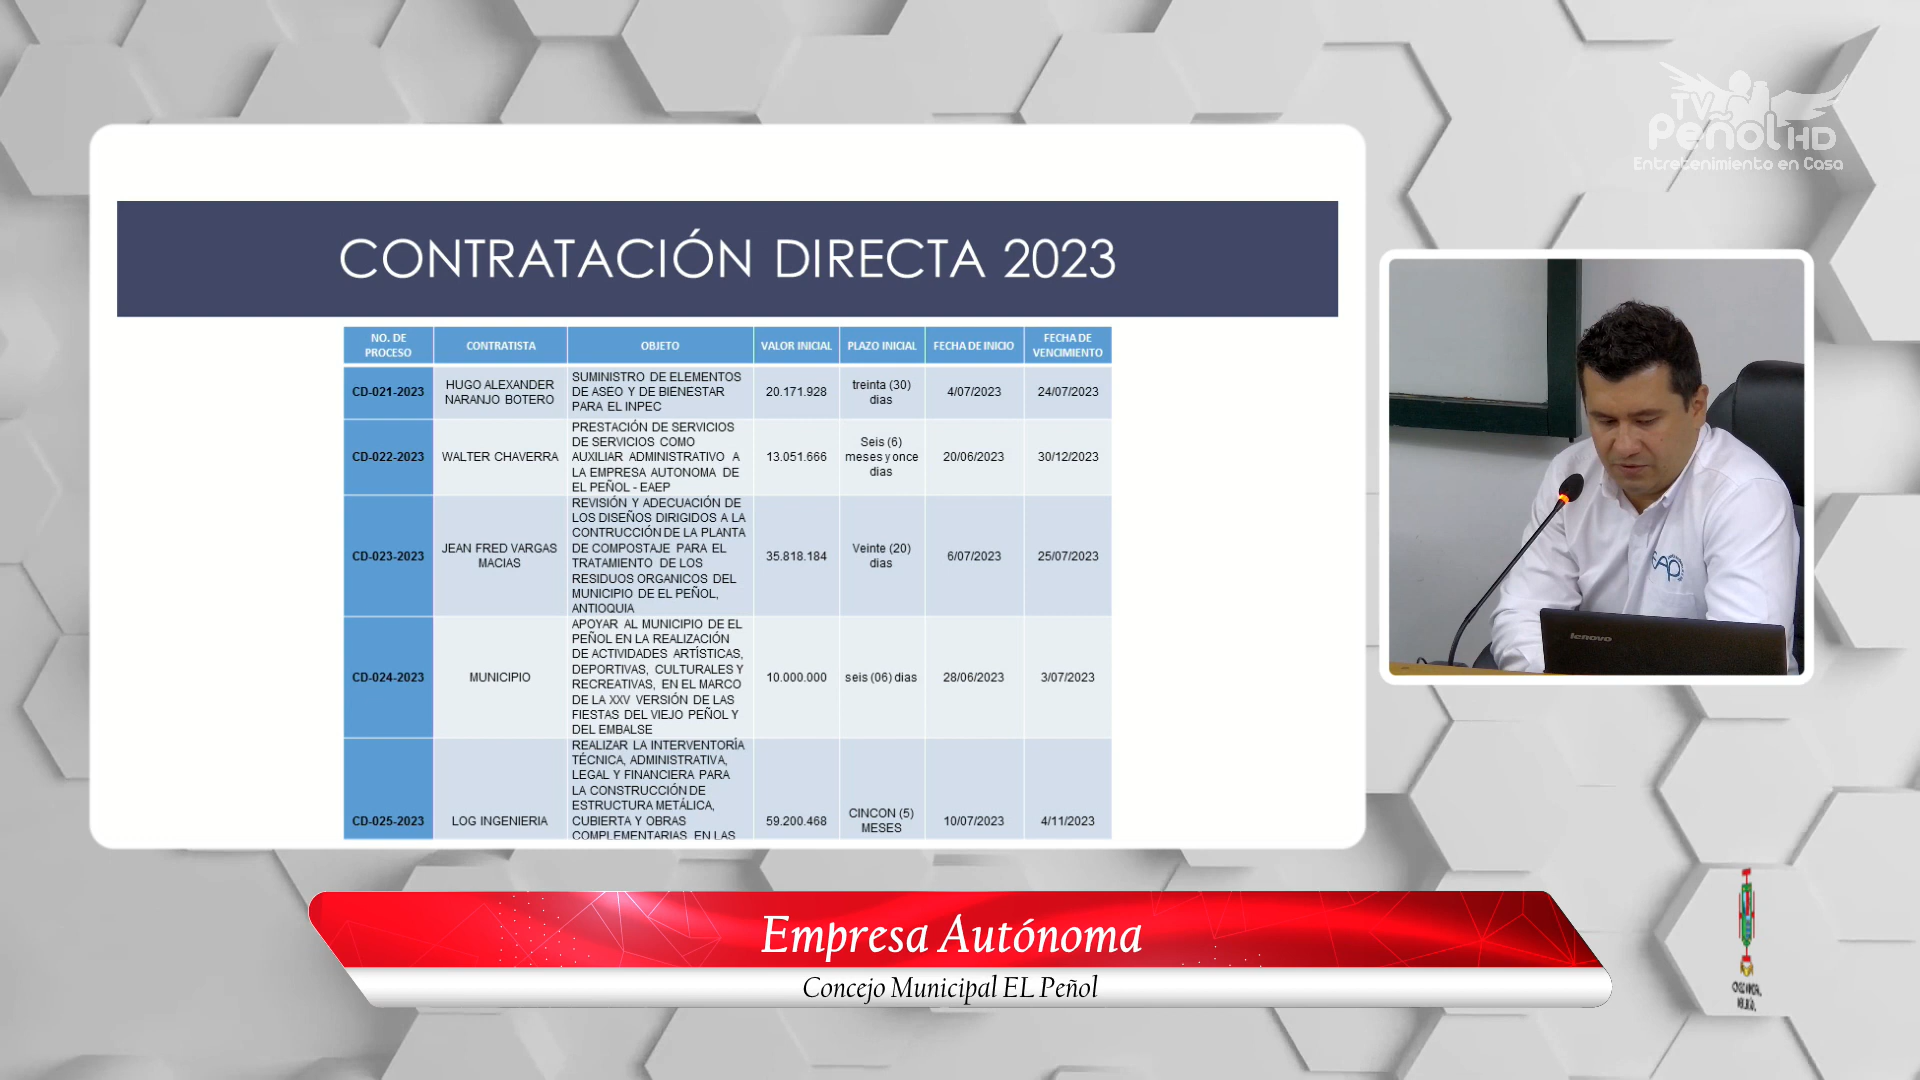 TV
Peñol HD
Entretenimiento en Casa
CONTRATACIÓN DIRECTA 2023
NO. DE PROCESO CONTRATISTA OBJETO VALOR INICIAL PLAZO INICIAL FECHA DE INICIO FECHA DE VENCIMIENTO
CD-021-2023
HUGO ALEXANDER
NARANJO BOTERO
SUMINISTRO DE ELEMENTOS
DE ASEO Y DE BIENESTAR
PARA EL INPEC
20.171.928
treinta (30)
dias
4/07/2023
24/07/2023
CD-022-2023
WALTER CHAVERRA
PRESTACIÓN DE SERVICIOS
DE SERVICIOS COMO
AUXILIAR ADMINISTRATIVO A
LA EMPRESA AUTONOMA DE
EL PEÑOL - EAEP
13.051.666
Seis (6)
meses y once
dias
20/06/2023
30/12/2023
CD-023-2023
JEAN FRED VARGAS
MACIAS
REVISIÓN Y ADECUACIÓN DE
LOS DISEÑOS DIRIGIDOS A LA
CONTRUCCIÓN DE LA PLANTA
DE COMPOSTAJE PARA EL
TRATAMIENTO DE LOS
RESIDUOS ORGANICOS DEL
MUNICIPIO DE EL PEÑOL,
ANTIOQUIA
35.818.184
Veinte (20)
dias
6/07/2023
25/07/2023
CD-024-2023
MUNICIPIO
APOYAR AL MUNICIPIO DE EL
PEÑOL EN LA REALIZACIÓN
DE ACTIVIDADES ARTÍSTICAS,
DEPORTIVAS, CULTURALES Y
RECREATIVAS, EN EL MARCO
DE LA XXV VERSIÓN DE LAS
FIESTAS DEL VIEJO PEÑOL Y
DEL EMBALSE
10.000.000
seis (06) dias
28/06/2023
3/07/2023
CD-025-2023
LOG INGENIERIA
REALIZAR LA INTERVENTORÍA
TÉCNICA, ADMINISTRATIVA,
LEGAL Y FINANCIERA PARA
LA CONSTRUCCIÓN DE
ESTRUCTURA METÁLICA,
CUBIERTA Y OBRAS
COMPLEMENTARIAS EN LAS
59.200.468
CINCON (5)
MESES
10/07/2023
4/11/2023
lenovo
Empresa Autónoma
Concejo Municipal EL Peñol